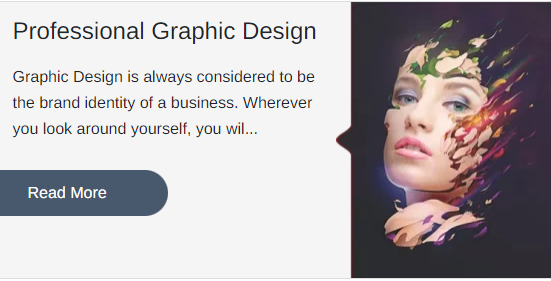 Professional Graphic Design
Graphic Design is always considered to be
the brand identity of a business. Wherever
you look around yourself, you wil...
Read More